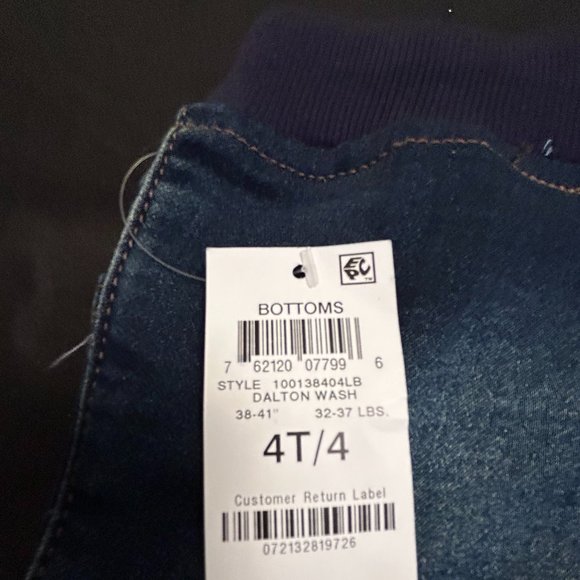 EPC™
BOTTOMS
7 62120 07799 6
STYLE 100138404LB
DALTON WASH
38-41" 32-37 LBS.
4T/4
Customer Return Label
072132819726